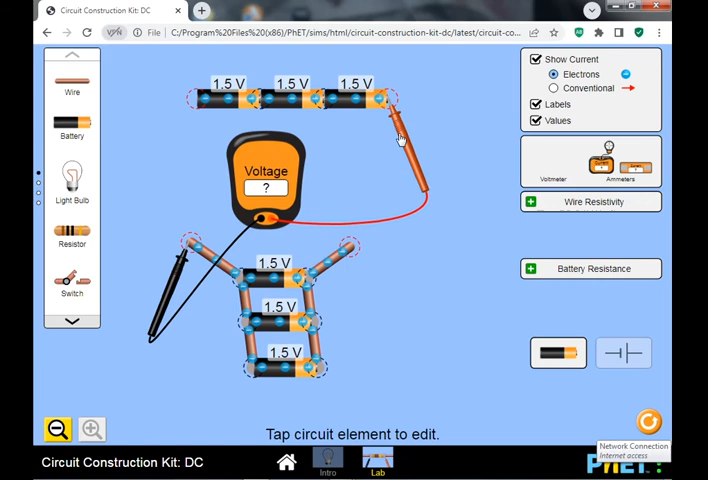 Circuit Construction Kit: DC
File | C:/Program%20Files%20(x86)/PhET/sims/html/circuit-construction-kit-dc/latest/circuit-co...
VPN
Wire
Battery
Light Bulb
Resistor
Switch
1.5 V 1.5 V 1.5 V
Voltage
?
1.5 V
1.5 V
1.5 V
Show Current
Electrons
Conventional
Labels
Values
Voltmeter Ammeters
Wire Resistivity
Battery Resistance
Tap circuit element to edit.
Network Connection
Internet access
Circuit Construction Kit: DC
Intro
Lab
PhET